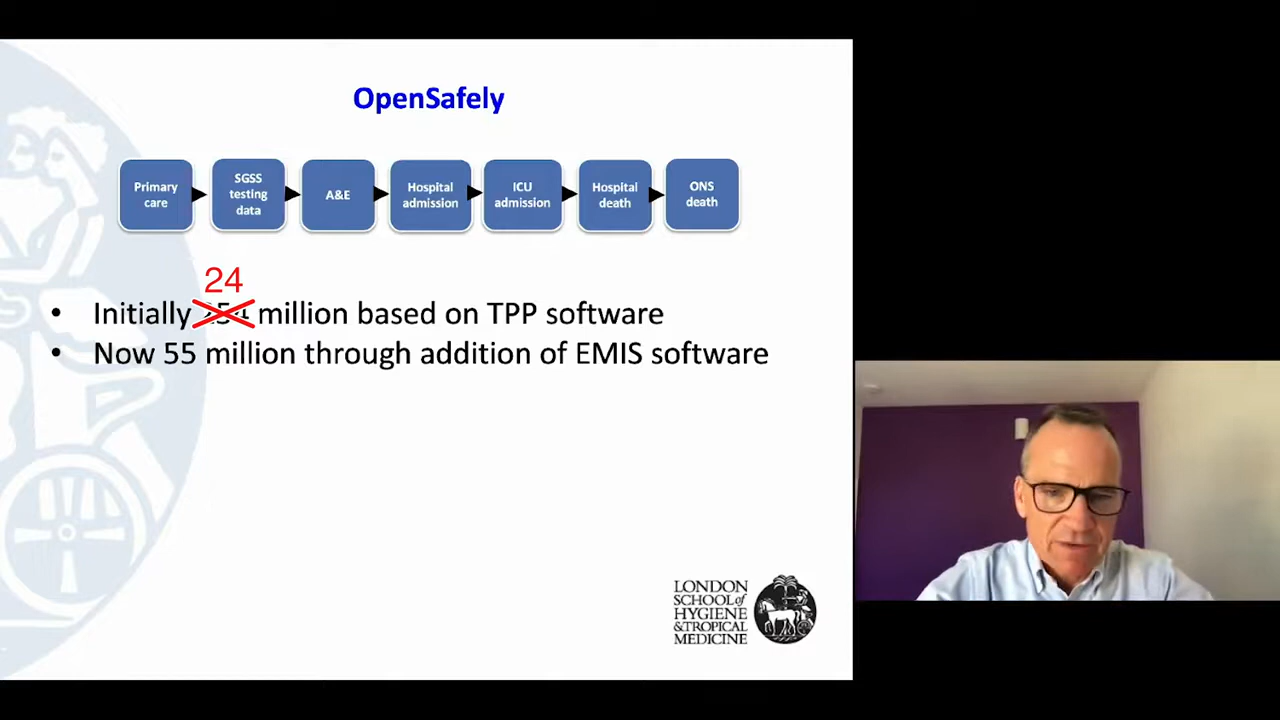 OpenSafely
Primary
care
SGSS
testing
data
A&E
Hospital
admission
ICU
admission
Hospital
death
ONS
death
24
• Initially million based on TPP software
• Now 55 million through addition of EMIS software
LONDON
SCHOOL of
HYGIENE
& TROPICAL
MEDICINE